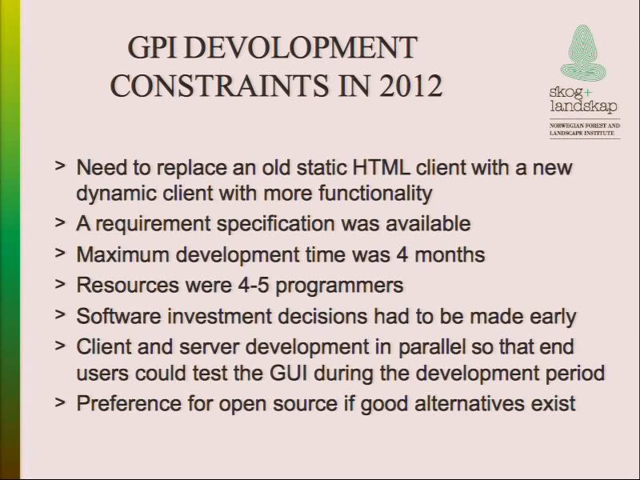 GPI DEVOLOPMENT
CONSTRAINTS IN 2012
skog+
landskap
NORWEGIAN FOREST AND
LANDSCAPE INSTITUTE
> Need to replace an old static HTML client with a new
dynamic client with more functionality
> A requirement specification was available
> Maximum development time was 4 months
> Resources were 4-5 programmers
> Software investment decisions had to be made early
> Client and server development in parallel so that end
users could test the GUI during the development period
> Preference for open source if good alternatives exist